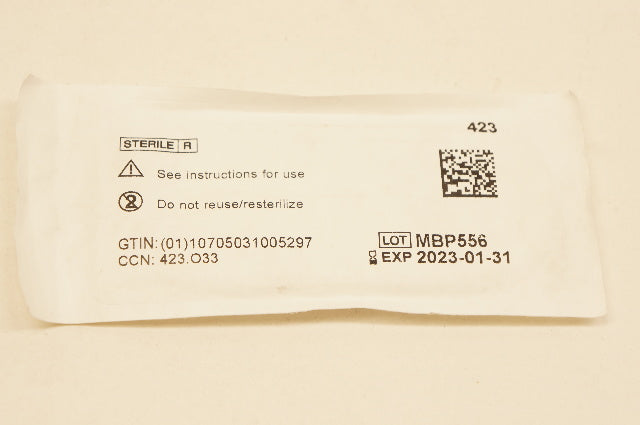 423
STERILE R
See instructions for use
2 Do not reuse/resterilize
GTIN: (01)10705031005297
CCN: 423.O33
LOT MBP556
EXP 2023-01-31